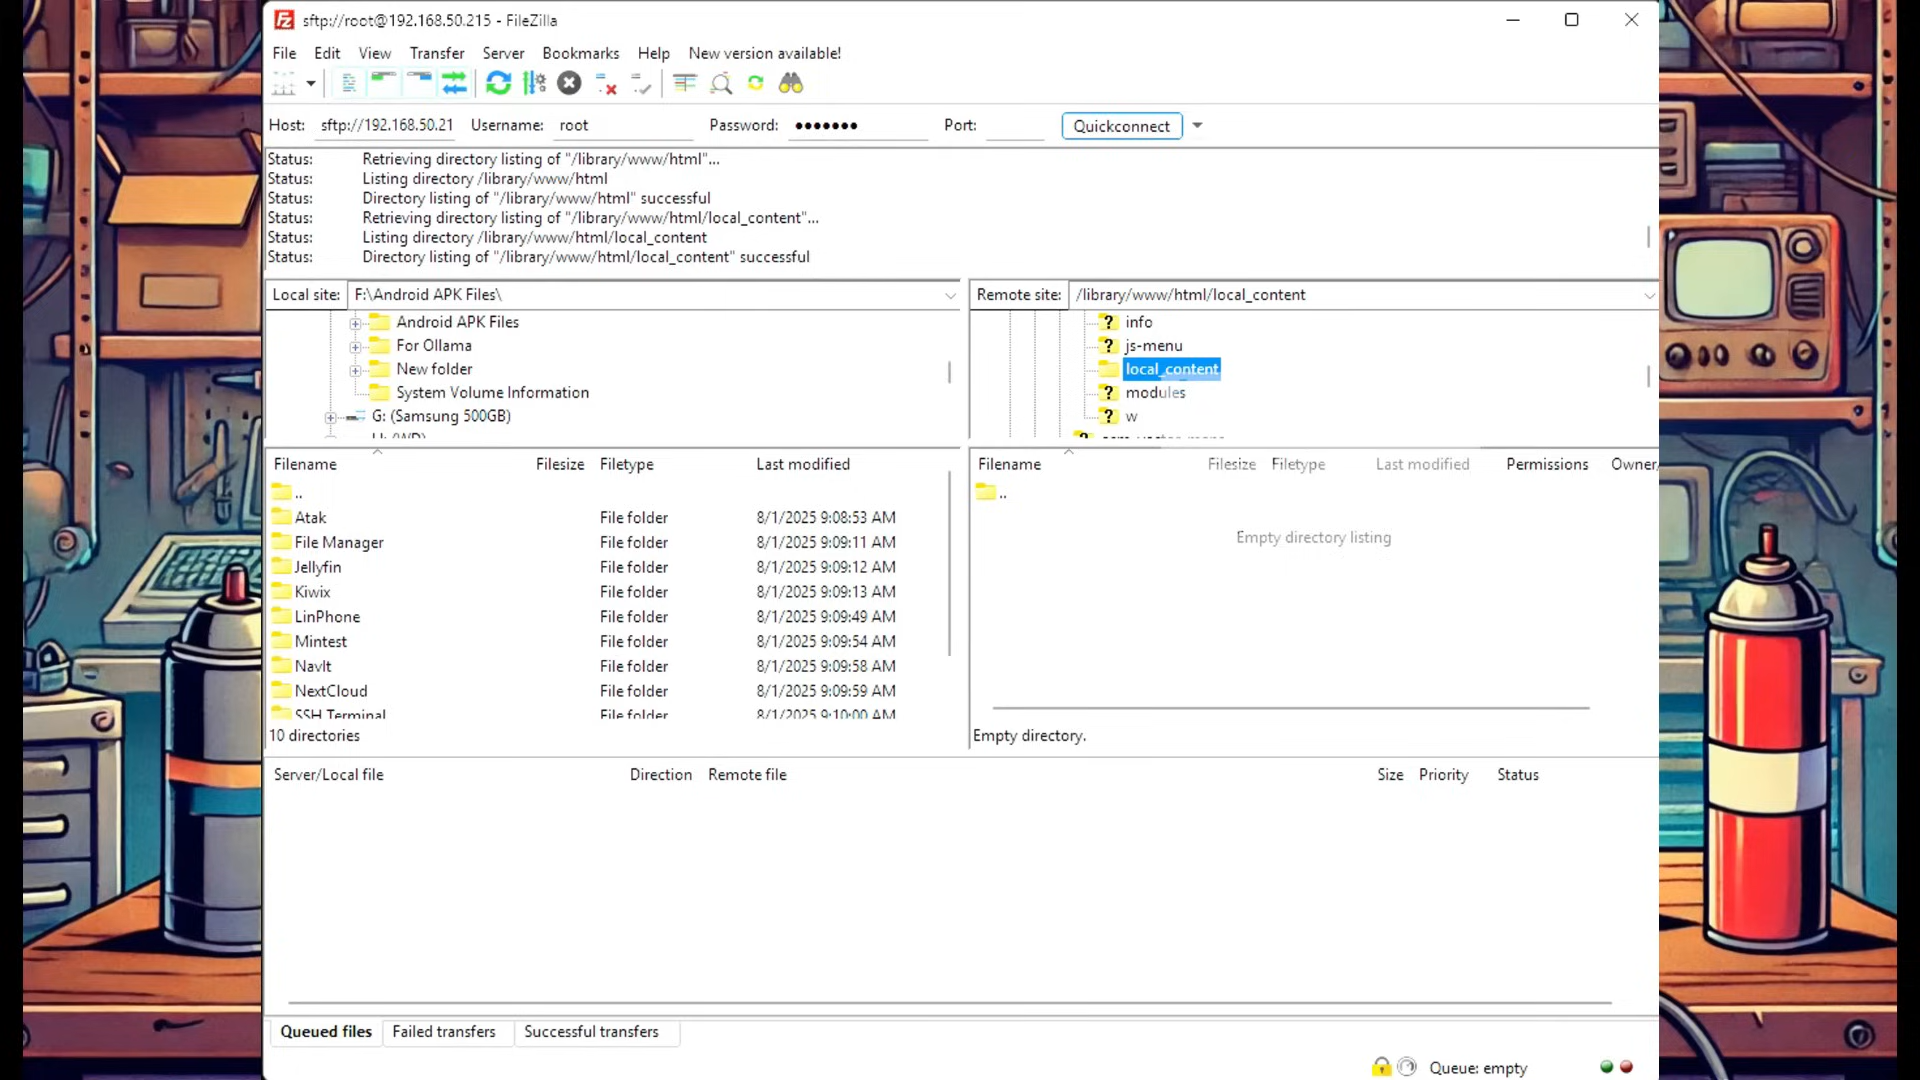 sftp://root@192.168.50.215 - FileZilla
File Edit View Transfer Server Bookmarks Help New version available!
Host: sftp://192.168.50.21 Username: root Password: ●●●●●●● Port: Quickconnect
Status: Retrieving directory listing of "/library/www/html"...
Status: Listing directory /library/www/html
Status: Directory listing of "/library/www/html" successful
Status: Retrieving directory listing of "/library/www/html/local_content"...
Status: Listing directory /library/www/html/local_content
Status: Directory listing of "/library/www/html/local_content" successful
Local site: F:\Android APK Files\
Android APK Files
For Ollama
New folder
System Volume Information
G: (Samsung 500GB)
Remote site: /library/www/html/local_content
? info
? js-menu
local_content
? modules
? w
Filename Filesize Filetype Last modified
..
Atak File folder 8/1/2025 9:08:53 AM
File Manager File folder 8/1/2025 9:09:11 AM
Jellyfin File folder 8/1/2025 9:09:12 AM
Kiwix File folder 8/1/2025 9:09:13 AM
LinPhone File folder 8/1/2025 9:09:49 AM
Mintest File folder 8/1/2025 9:09:54 AM
NavIt File folder 8/1/2025 9:09:58 AM
NextCloud File folder 8/1/2025 9:09:59 AM
SSH Terminal File folder 8/1/2025 9:10:00 AM
10 directories
Filename Filesize Filetype Last modified Permissions Owner/
..
Empty directory listing
Empty directory.
Server/Local file Direction Remote file Size Priority Status
Queued files Failed transfers Successful transfers
Queue: empty